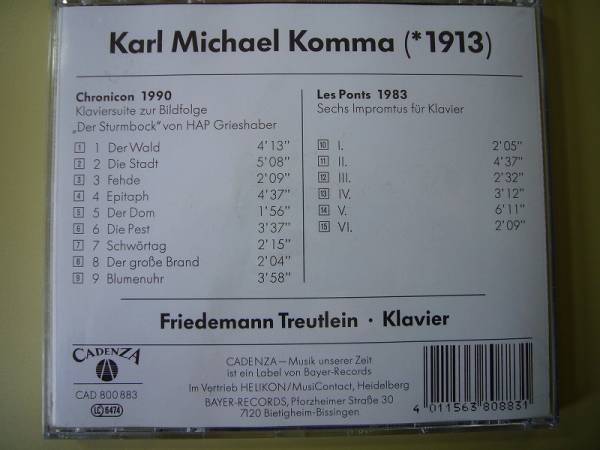 Karl Michael Komma (*1913)
Chronicon 1990
Klaviersuite zur Bildfolge
„Der Sturmbock" von HAP Grieshaber
1 1 Der Wald 4'13"
2 2 Die Stadt 5'08"
3 3 Fehde 2'09"
4 4 Epitaph 4'37"
5 5 Der Dom 1'56"
6 6 Die Pest 3'37"
7 7 Schwörtag 2'15"
8 8 Der große Brand 2'04"
9 9 Blumenuhr 3'58"
Les Ponts 1983
Sechs Impromtus für Klavier
10 I. 2'05"
11 II. 4'37"
12 III. 2'32"
13 IV. 3'12"
14 V. 6'11"
15 VI. 2'09"
Friedemann Treutlein · Klavier
CADENZA
CAD 800 883
LC 6474
CADENZA – Musik unserer Zeit
ist ein Label von Bayer-Records
Im Vertrieb HELIKON/MusiContact, Heidelberg
BAYER-RECORDS, Pforzheimer Straße 30
7120 Bietigheim-Bissingen
4 011563 808831